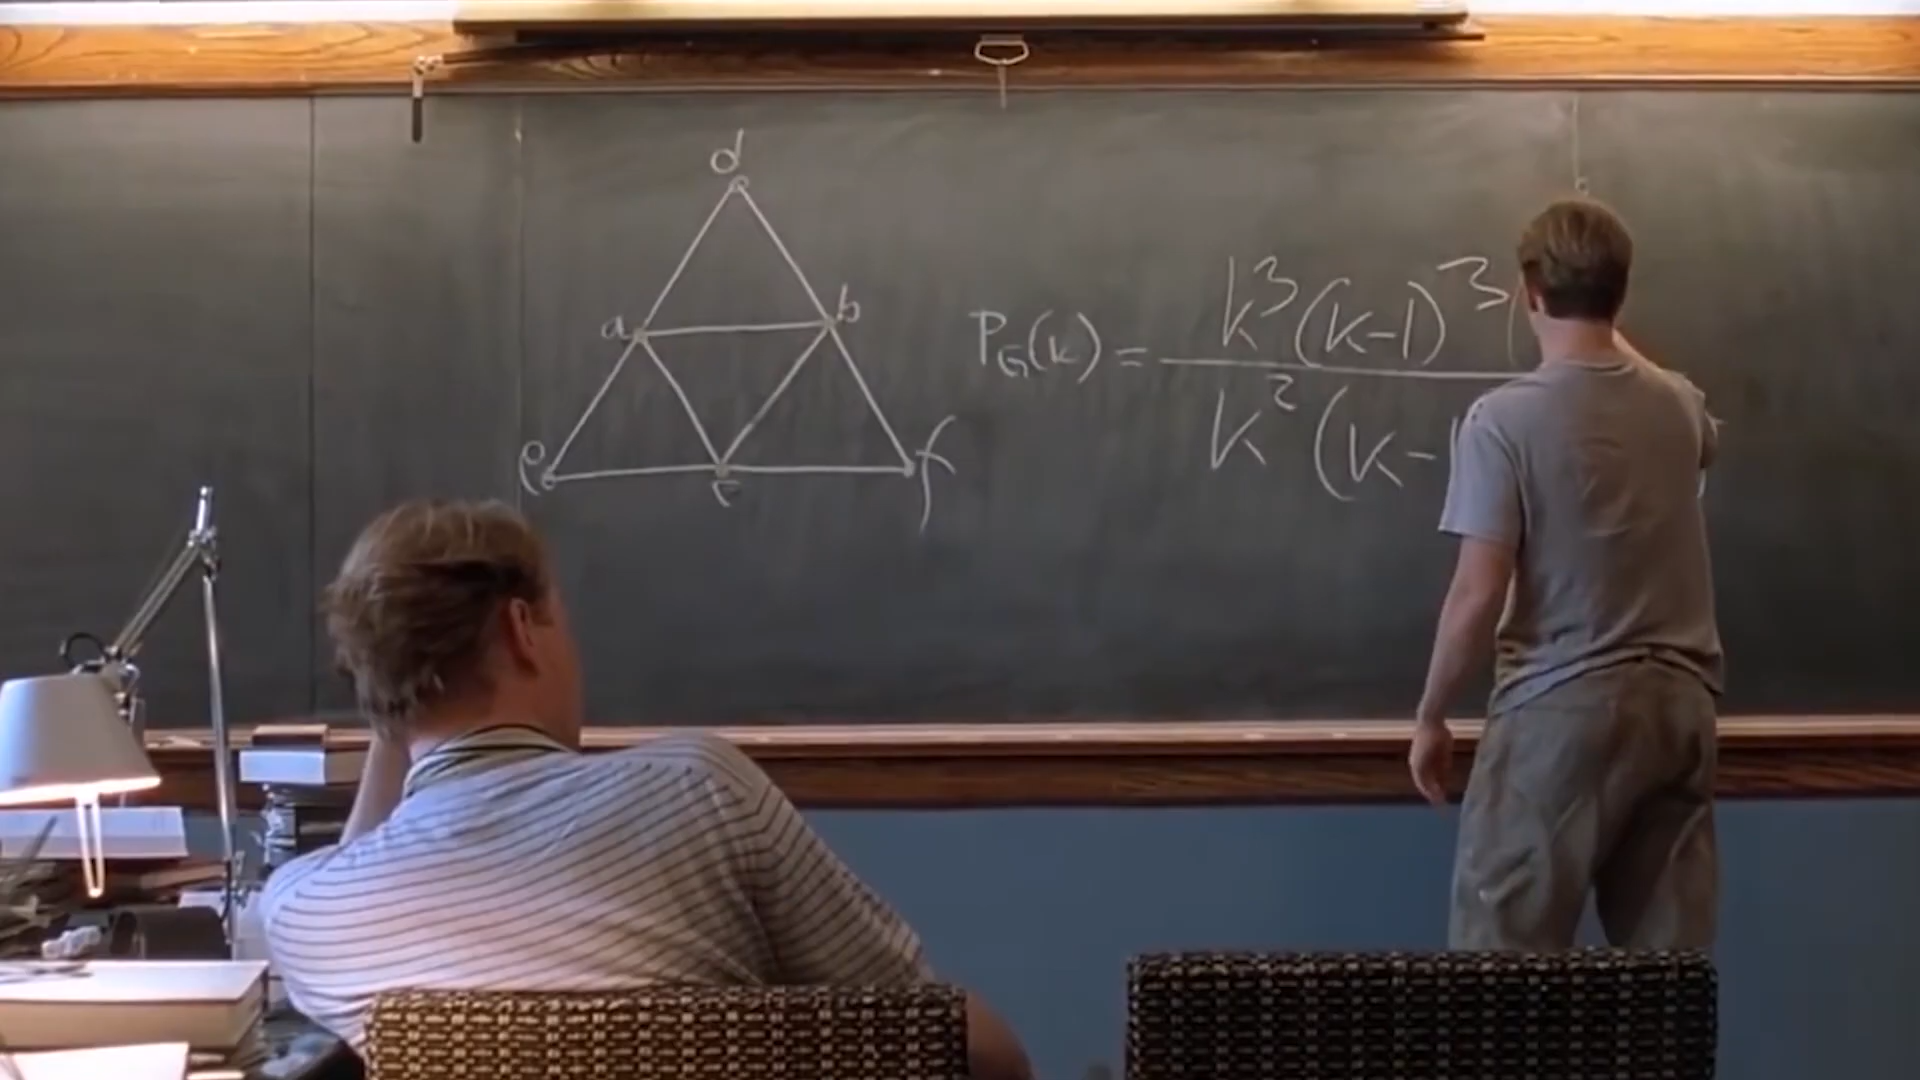 d
a
b
e
c
f
P_G(k) = k^3(k-1)^3(
k^2(k-